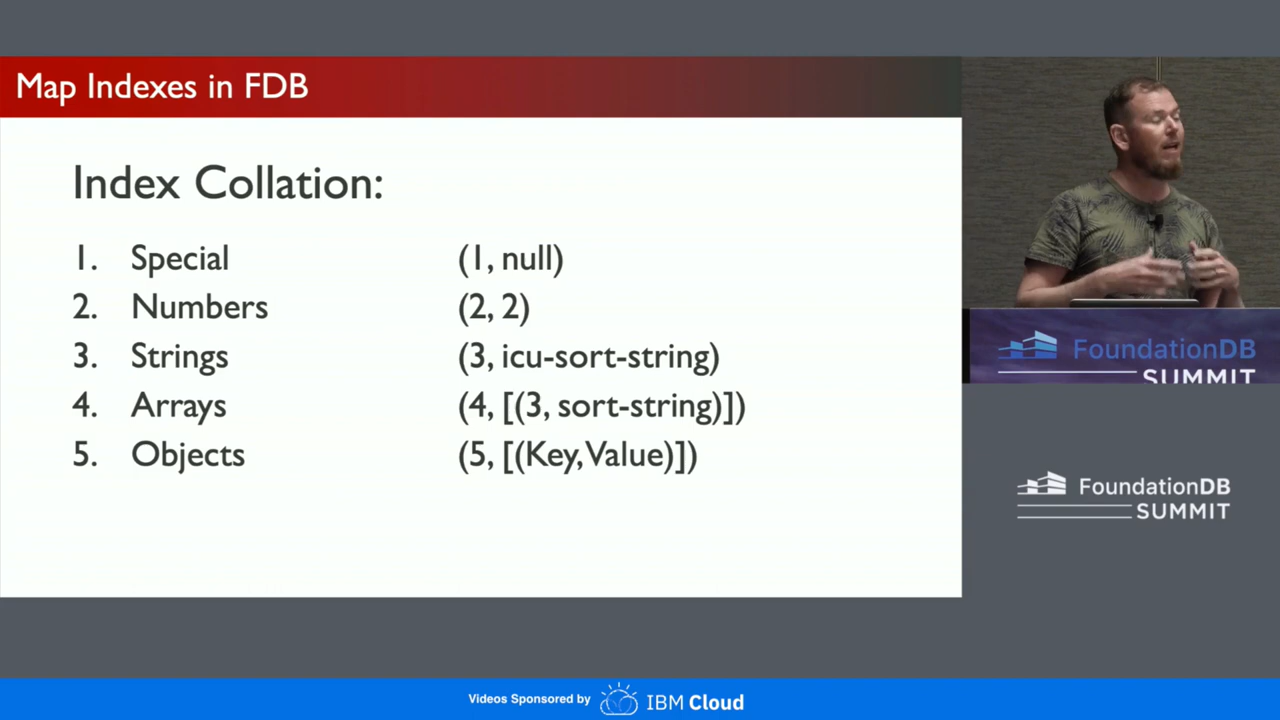 Map Indexes in FDB
Index Collation:
1. Special (1, null)
2. Numbers (2, 2)
3. Strings (3, icu-sort-string)
4. Arrays (4, [(3, sort-string)])
5. Objects (5, [(Key, Value)])
FoundationDB
SUMMIT
FoundationDB
SUMMIT
Videos Sponsored by IBM Cloud